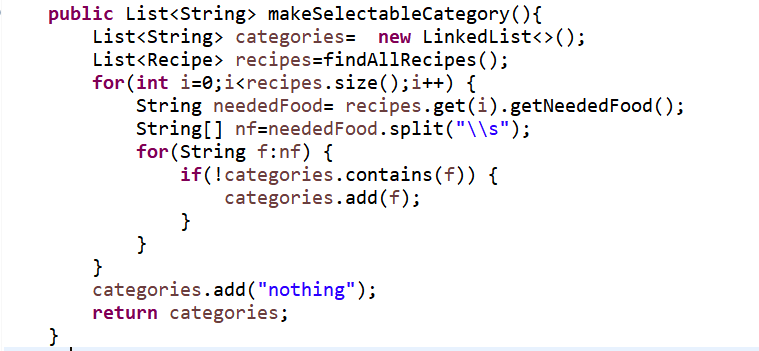 public List<String> makeSelectableCategory(){
List<String> categories=  new LinkedList<>();
List<Recipe> recipes=findAllRecipes();
for(int i=0;i<recipes.size();i++) {
String neededFood= recipes.get(i).getNeededFood();
String[] nf=neededFood.split("\\s");
for(String f:nf) {
if(!categories.contains(f)) {
categories.add(f);
}
}
}
categories.add("nothing");
return categories;
}